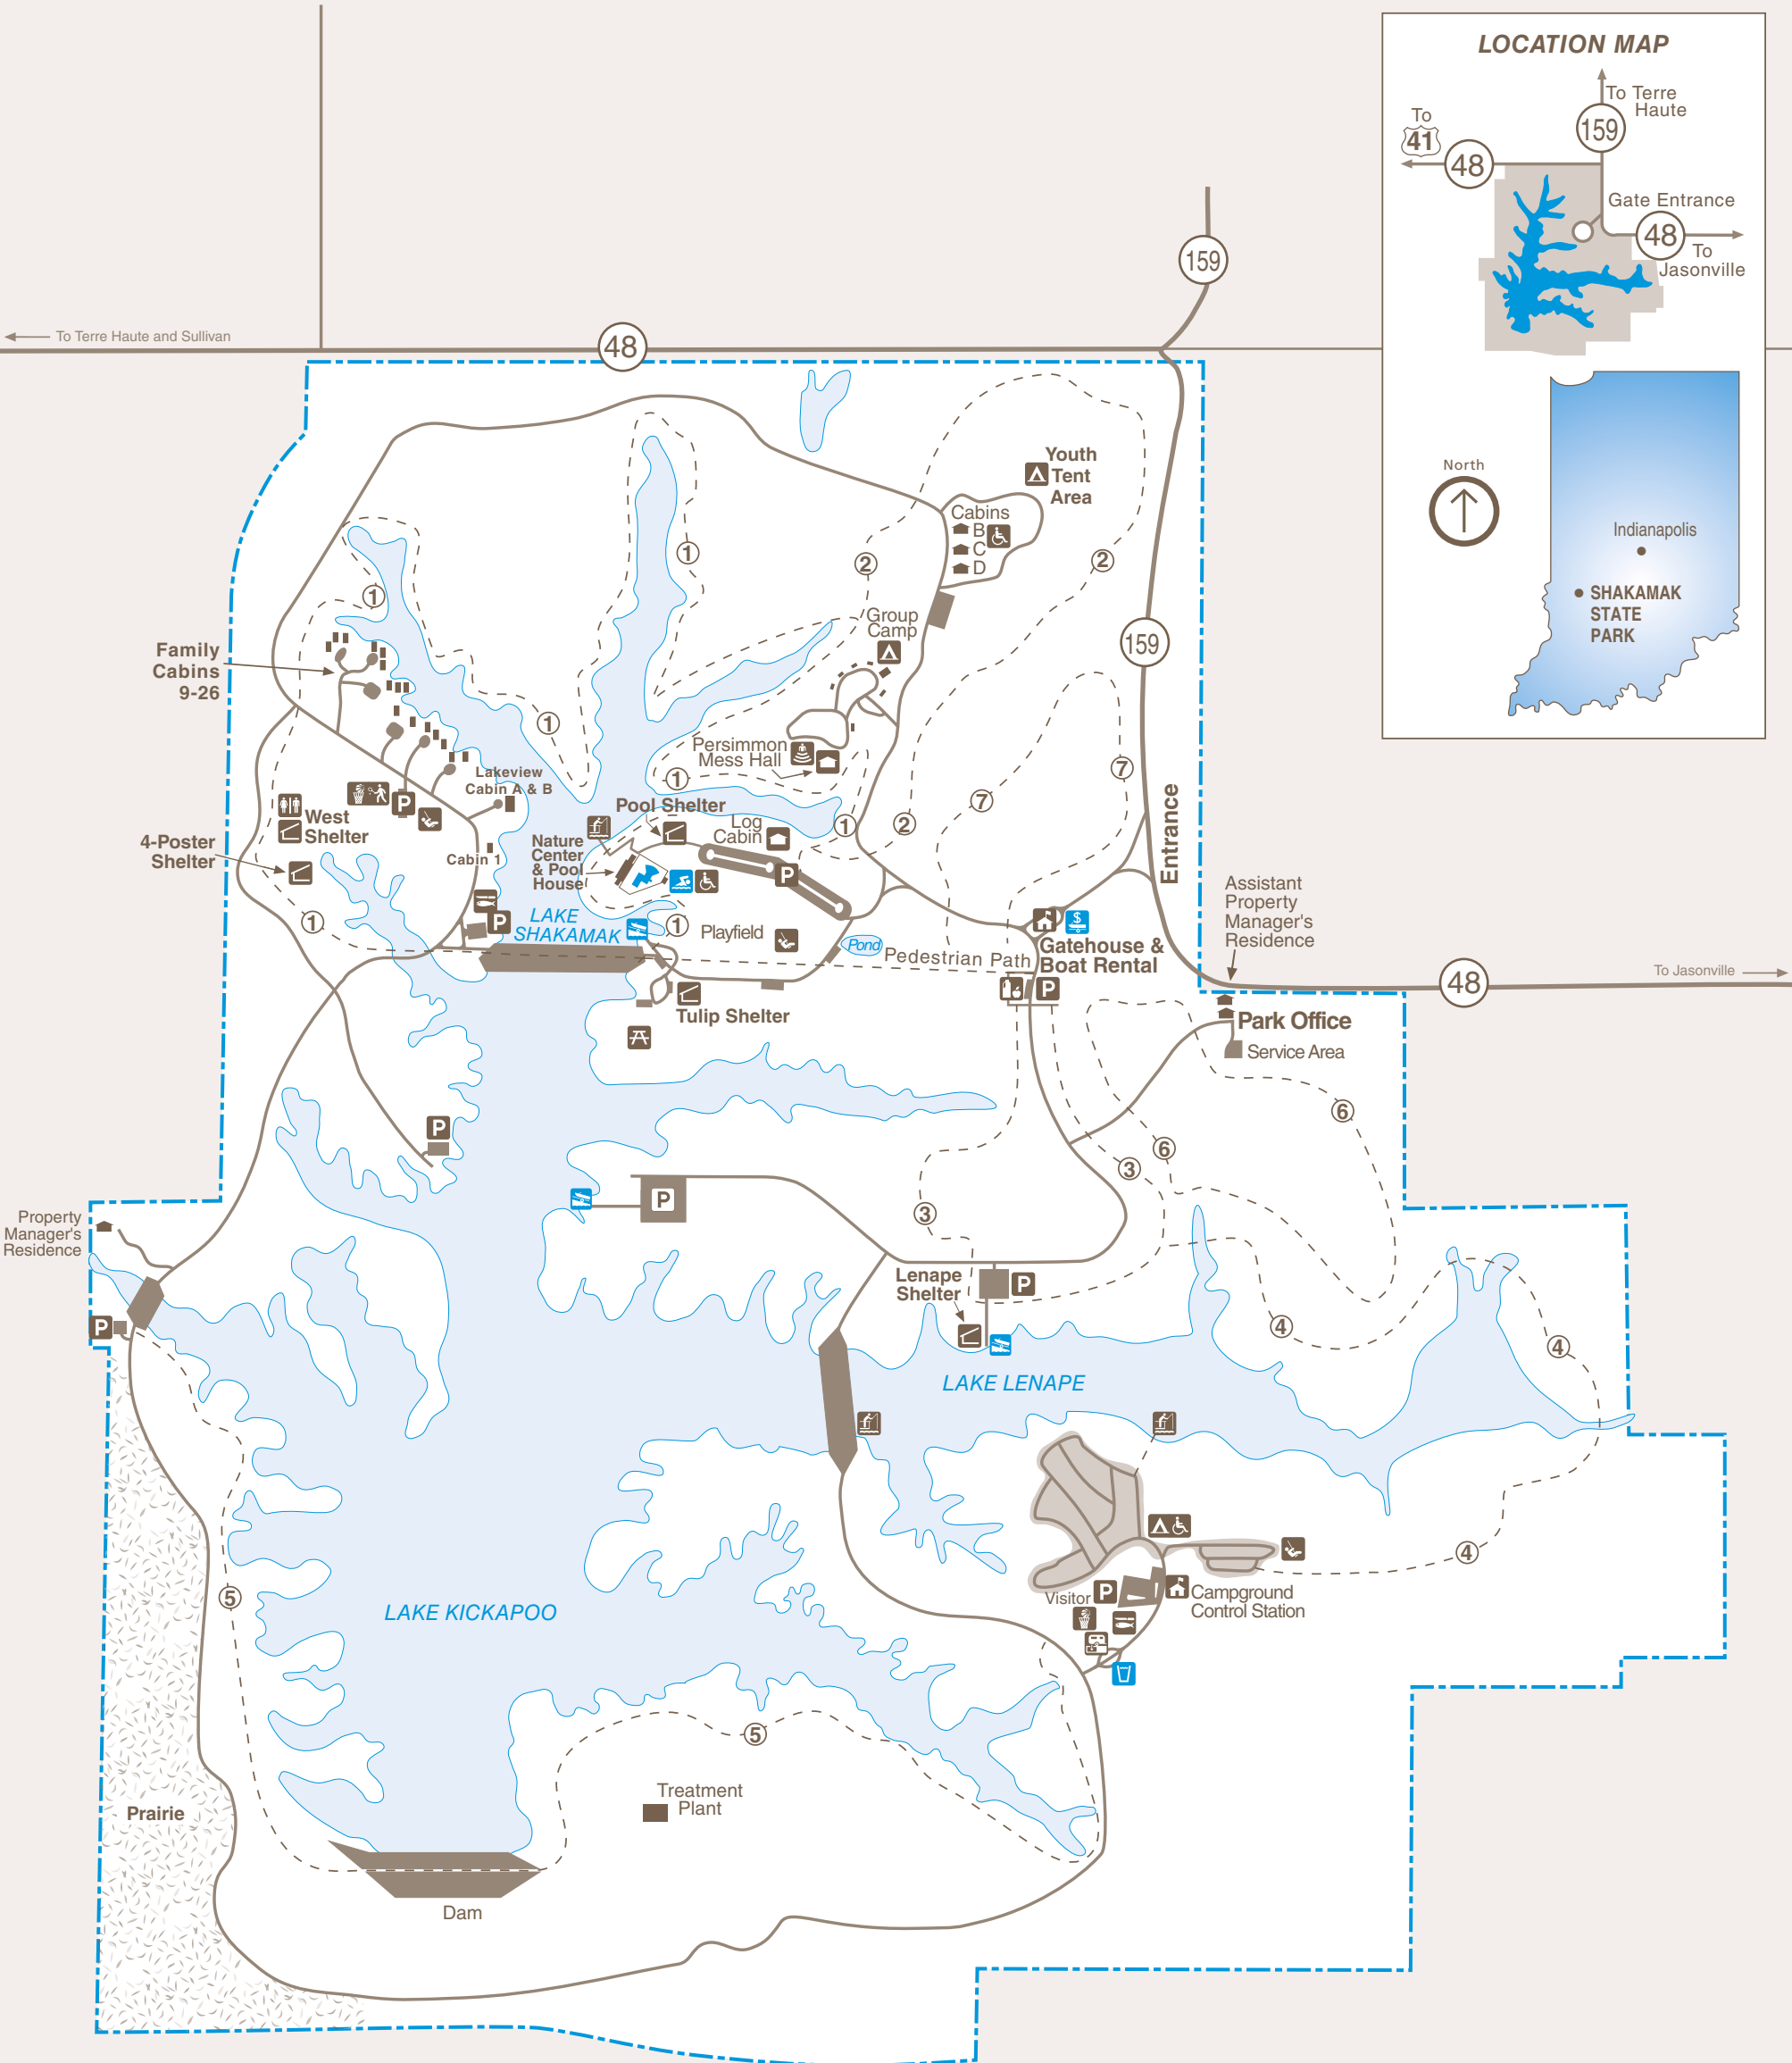 LOCATION MAP
To Terre
Haute
To
41
159
48
Gate Entrance
48
To
Jasonville
North
Indianapolis
SHAKAMAK
STATE
PARK
159
To Terre Haute and Sullivan
48
Youth
Tent
Area
Cabins
B
C
D
1
2
2
1
Group
Camp
159
Family
Cabins
9-26
1
Persimmon
Mess Hall
7
Lakeview
Cabin A & B
1
7
P
Pool Shelter
West
Shelter
Log
Cabin
1
2
Entrance
4-Poster
Shelter
Nature
Center
& Pool
House
Cabin 1
P
Assistant
Property
Manager's
Residence
1
P
LAKE
SHAKAMAK
1
Playfield
Pond
$
Gatehouse &
Boat Rental
Pedestrian Path
To Jasonville
48
P
Tulip Shelter
Park Office
Service Area
6
P
6
3
P
3
Property
Manager's
Residence
Lenape
Shelter
P
P
4
4
LAKE LENAPE
4
5
Visitor
P
Campground
Control Station
LAKE KICKAPOO
5
Treatment
Plant
Prairie
Dam